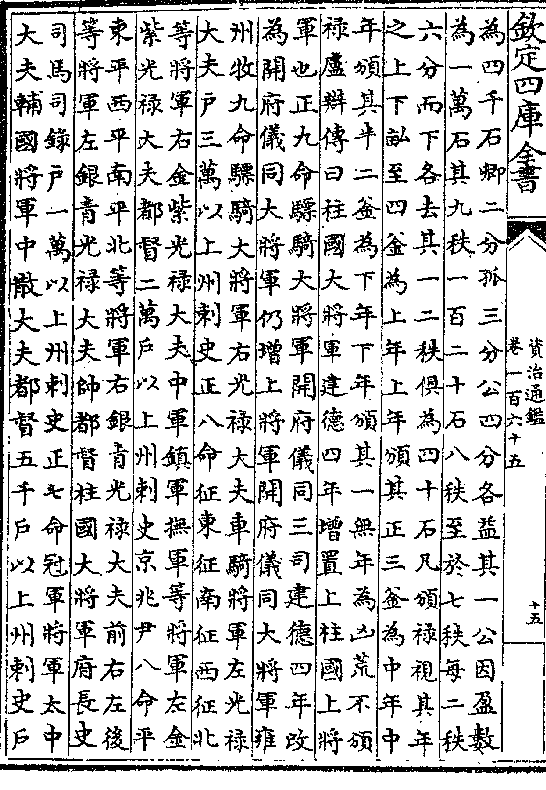 欽定四庫全書
資治通鑑
卷一百六十五
十五
為四千石卿二分孤三分公四分各益其一公因盈數
為一萬石其九秩一百二十石八秩至於七秩每二秩
六分而下各去其一二秩俱為四十石凡頒禄視其年
之上下畝至四釜為上年上年頒其正三釜為中年中
年頒其半二釜為下年下年頒其一無年為凶荒不頒
禄盧辯傳曰柱國大將軍建德四年增置上柱國上將
軍也正九命驃騎大將軍開府儀同三司建德四年改
為開府儀同大將軍仍增上將軍開府儀同大將軍雍
州牧九命驃騎大將軍右光禄大夫車騎將軍左光禄
大夫戶三萬以上州刺史正八命征東征南征西征北
等將軍右金紫光禄大夫中軍鎮軍撫軍等將軍左金
紫光禄大夫都督二萬戶以上州刺史京兆尹八命平
東平西平南平北等將軍右銀青光禄大夫前右左後
等將軍左銀青光禄大夫帥都督柱國大將軍府長史
司馬司錄戶一萬以上州刺史正七命冠軍將軍太中
大夫輔國將軍中散大夫都督五千戶以上州刺史戶